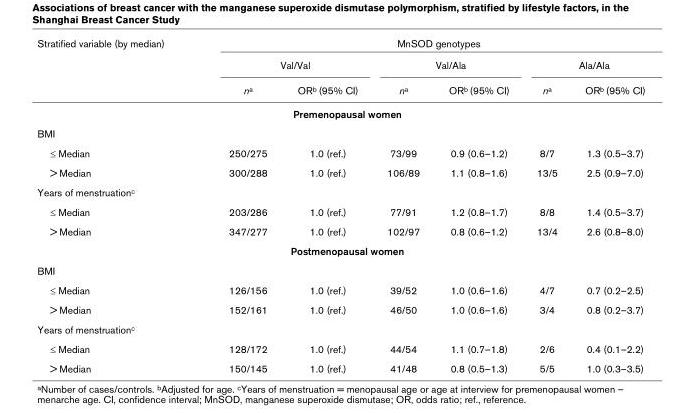 Associations of breast cancer with the manganese superoxide dismutase polymorphism, stratified by lifestyle factors, in the
Shanghai Breast Cancer Study
Stratified variable (by median) MnSOD genotypes
Val/Val Val/Ala Ala/Ala
nᵃ ORᵇ (95% CI) nᵃ ORᵇ (95% CI) nᵃ ORᵇ (95% CI)
Premenopausal women
BMI
≤ Median 250/275 1.0 (ref.) 73/99 0.9 (0.6–1.2) 8/7 1.3 (0.5–3.7)
> Median 300/288 1.0 (ref.) 106/89 1.1 (0.8–1.6) 13/5 2.5 (0.9–7.0)
Years of menstruationᶜ
≤ Median 203/286 1.0 (ref.) 77/91 1.2 (0.8–1.7) 8/8 1.4 (0.5–3.7)
> Median 347/277 1.0 (ref.) 102/97 0.8 (0.6–1.2) 13/4 2.6 (0.8–8.0)
Postmenopausal women
BMI
≤ Median 126/156 1.0 (ref.) 39/52 1.0 (0.6–1.6) 4/7 0.7 (0.2–2.5)
> Median 152/161 1.0 (ref.) 46/50 1.0 (0.6–1.6) 3/4 0.8 (0.2–3.7)
Years of menstruationᶜ
≤ Median 128/172 1.0 (ref.) 44/54 1.1 (0.7–1.8) 2/6 0.4 (0.1–2.2)
> Median 150/145 1.0 (ref.) 41/48 0.8 (0.5–1.3) 5/5 1.0 (0.3–3.5)
ᵃNumber of cases/controls. ᵇAdjusted for age. ᶜYears of menstruation = menopausal age or age at interview for premenopausal women –
menarche age. CI, confidence interval; MnSOD, manganese superoxide dismutase; OR, odds ratio; ref., reference.